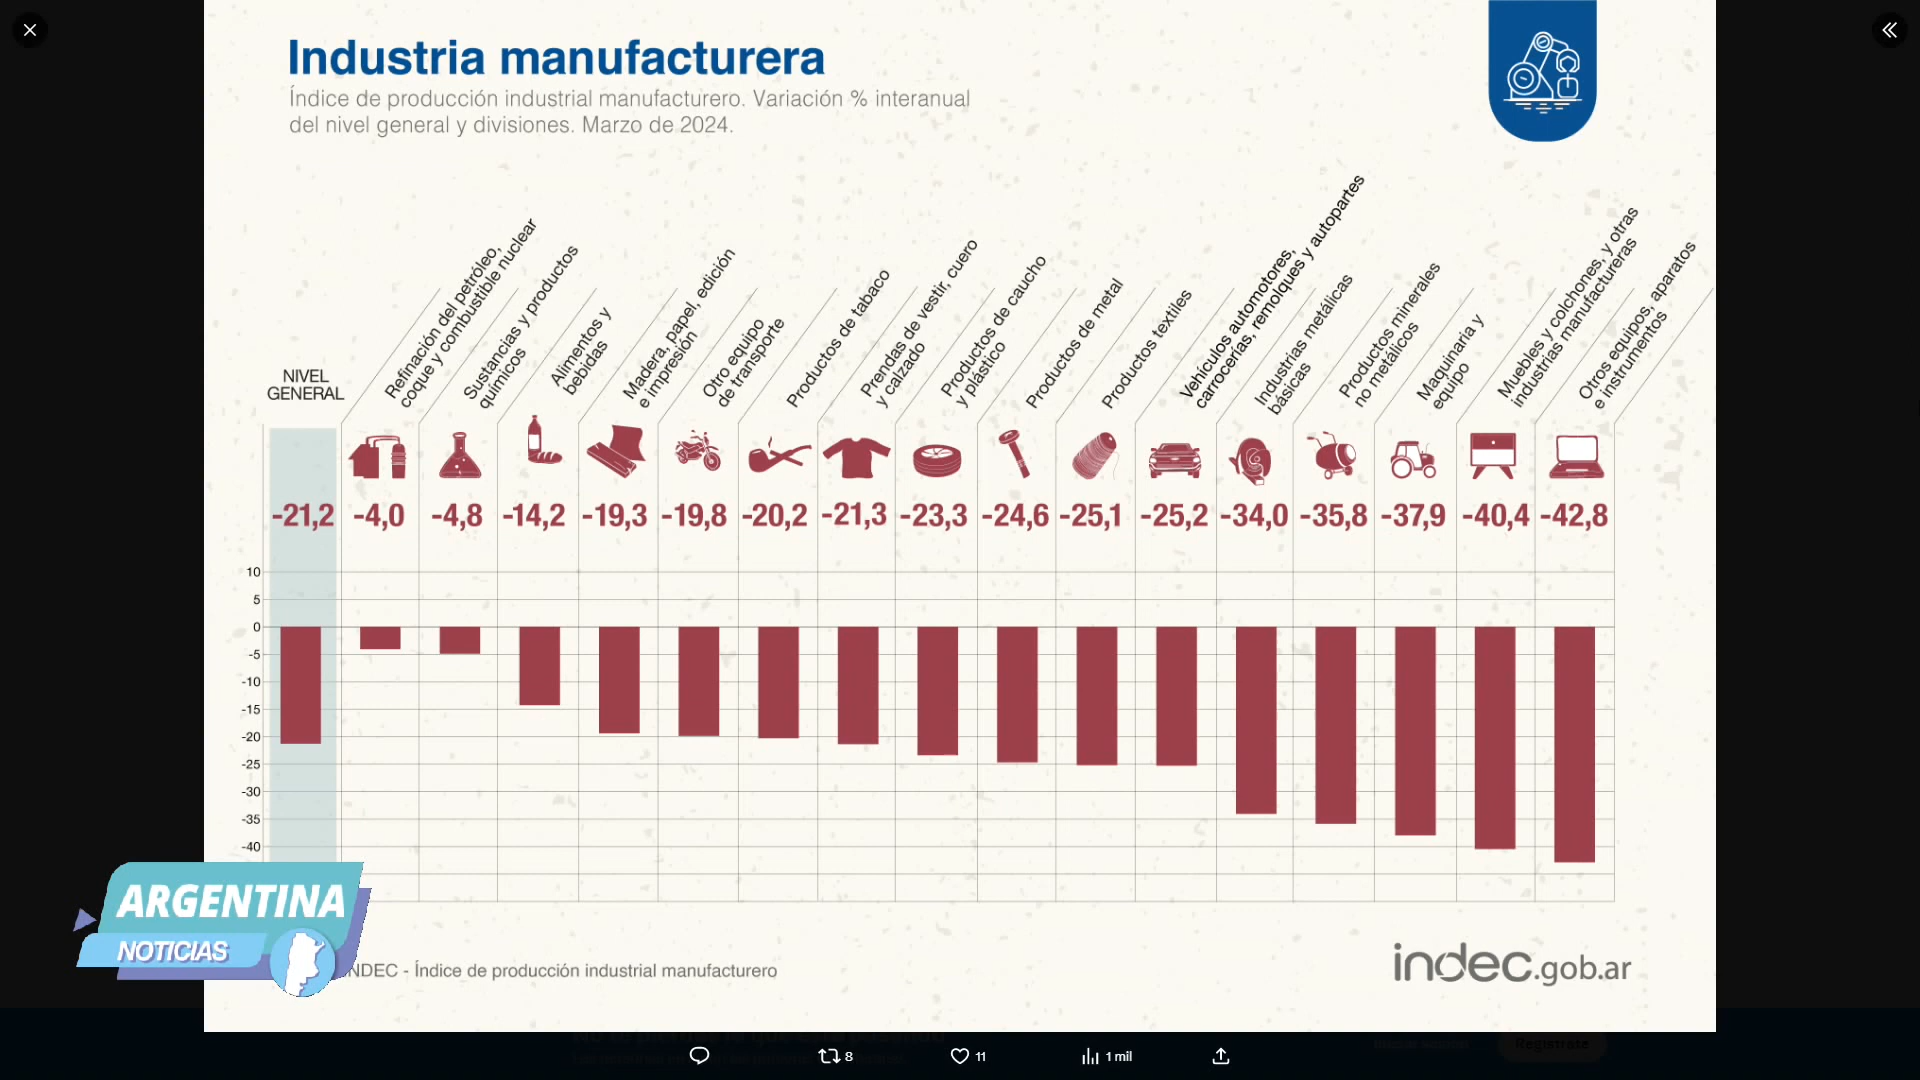 Industria manufacturera
Índice de producción industrial manufacturero. Variación % interanual
del nivel general y divisiones. Marzo de 2024.
NIVEL
GENERAL
Refinación del petróleo,
coque y combustible nuclear
Sustancias y productos
químicos
Alimentos y
bebidas
Madera, papel, edición
e impresión
Otro equipo
de transporte
Productos de tabaco
Prendas de vestir, cuero
y calzado
Productos de caucho
y plástico
Productos de metal
Productos textiles
Vehículos automotores,
carrocerías, remolques y autopartes
Industrias metálicas
básicas
Productos minerales
no metálicos
Maquinaria y
equipo
Muebles y colchones, y otras
industrias manufactureras
Otros equipos, aparatos
e instrumentos
-21,2 -4,0 -4,8 -14,2 -19,3 -19,8 -20,2 -21,3 -23,3 -24,6 -25,1 -25,2 -34,0 -35,8 -37,9 -40,4 -42,8
10
5
0
-5
-10
-15
-20
-25
-30
-35
-40
ARGENTINA
NOTICIAS
INDEC - Índice de producción industrial manufacturero
indec.gob.ar
8
11
1 mil
Regístrate